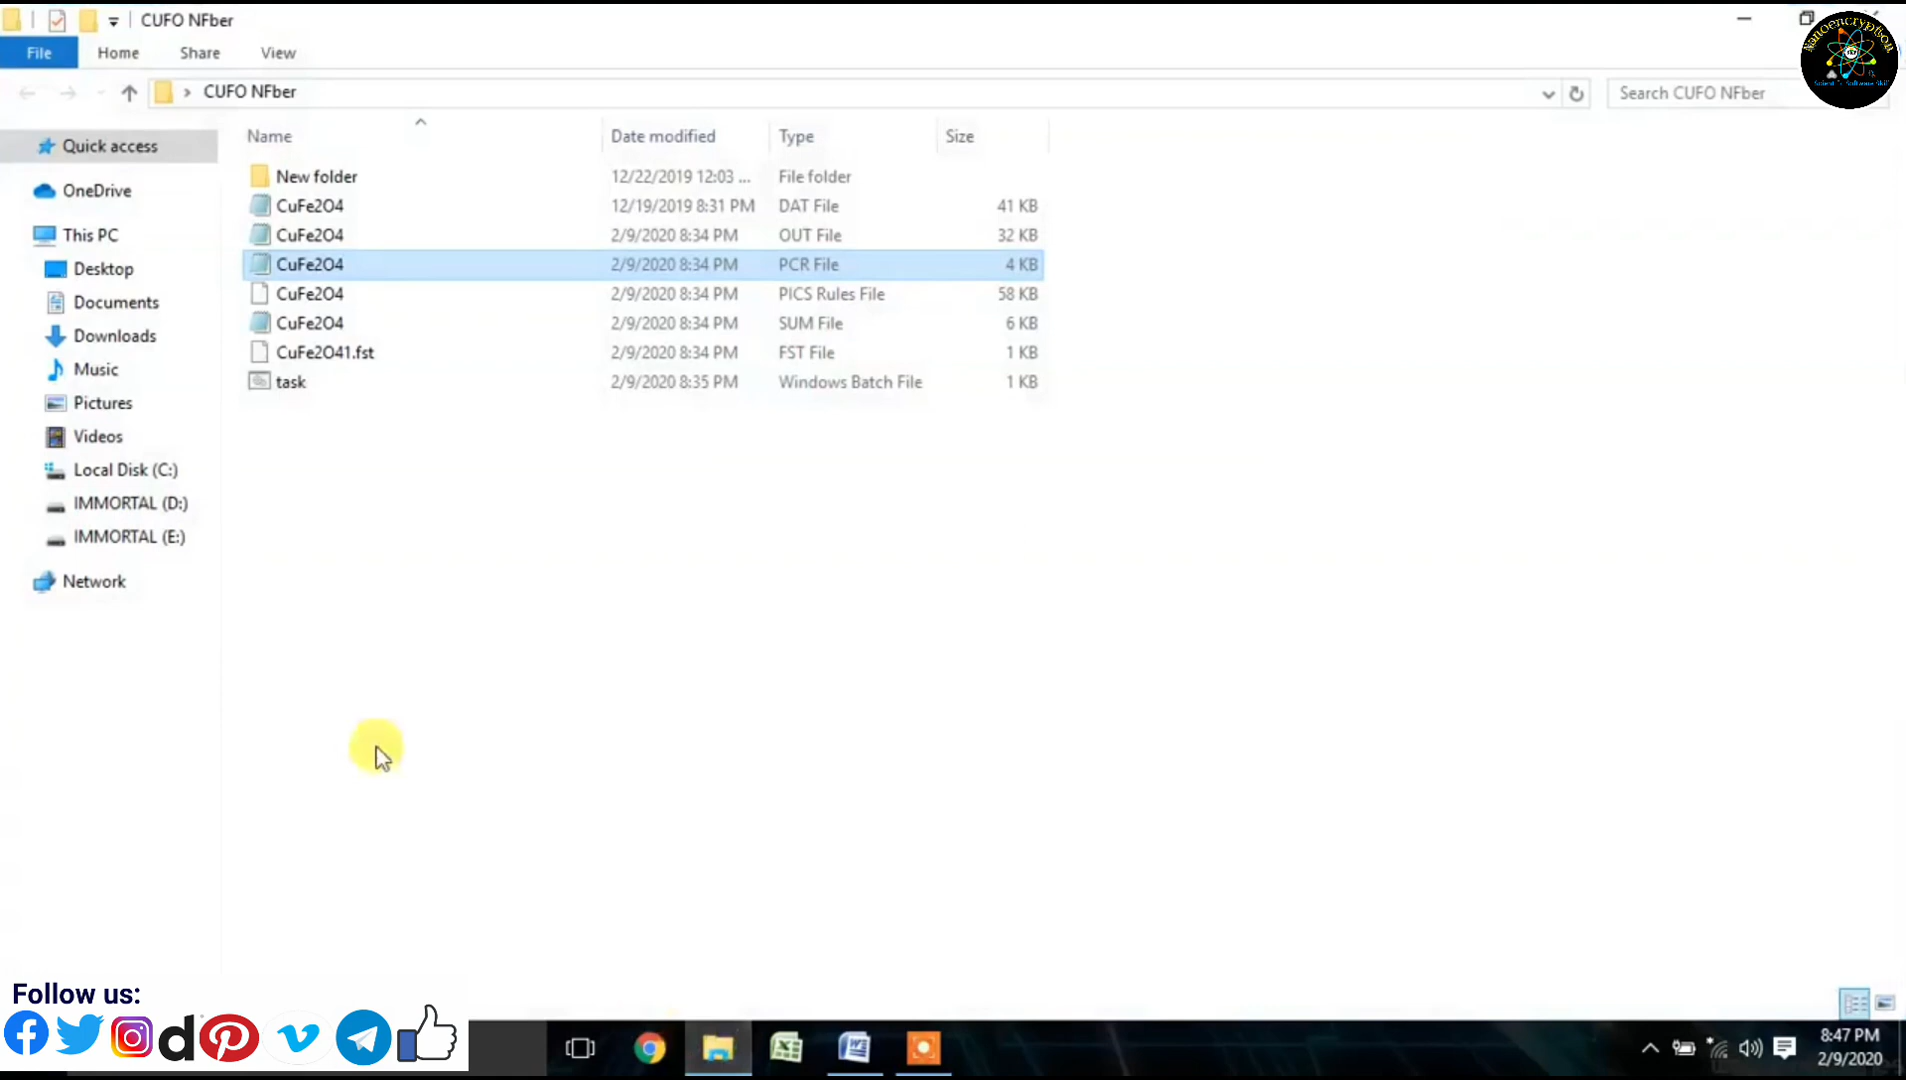 CUFO NFber
File Home Share View
CUFO NFber
Search CUFO NFber
Nanoencryption
Scientific Software Skill
Name Date modified Type Size
Quick access
OneDrive
This PC
Desktop
Documents
Downloads
Music
Pictures
Videos
Local Disk (C:)
IMMORTAL (D:)
IMMORTAL (E:)
Network
New folder 12/22/2019 12:03 ... File folder
CuFe2O4 12/19/2019 8:31 PM DAT File 41 KB
CuFe2O4 2/9/2020 8:34 PM OUT File 32 KB
CuFe2O4 2/9/2020 8:34 PM PCR File 4 KB
CuFe2O4 2/9/2020 8:34 PM PICS Rules File 58 KB
CuFe2O4 2/9/2020 8:34 PM SUM File 6 KB
CuFe2O41.fst 2/9/2020 8:34 PM FST File 1 KB
task 2/9/2020 8:35 PM Windows Batch File 1 KB
Follow us:
8:47 PM
2/9/2020